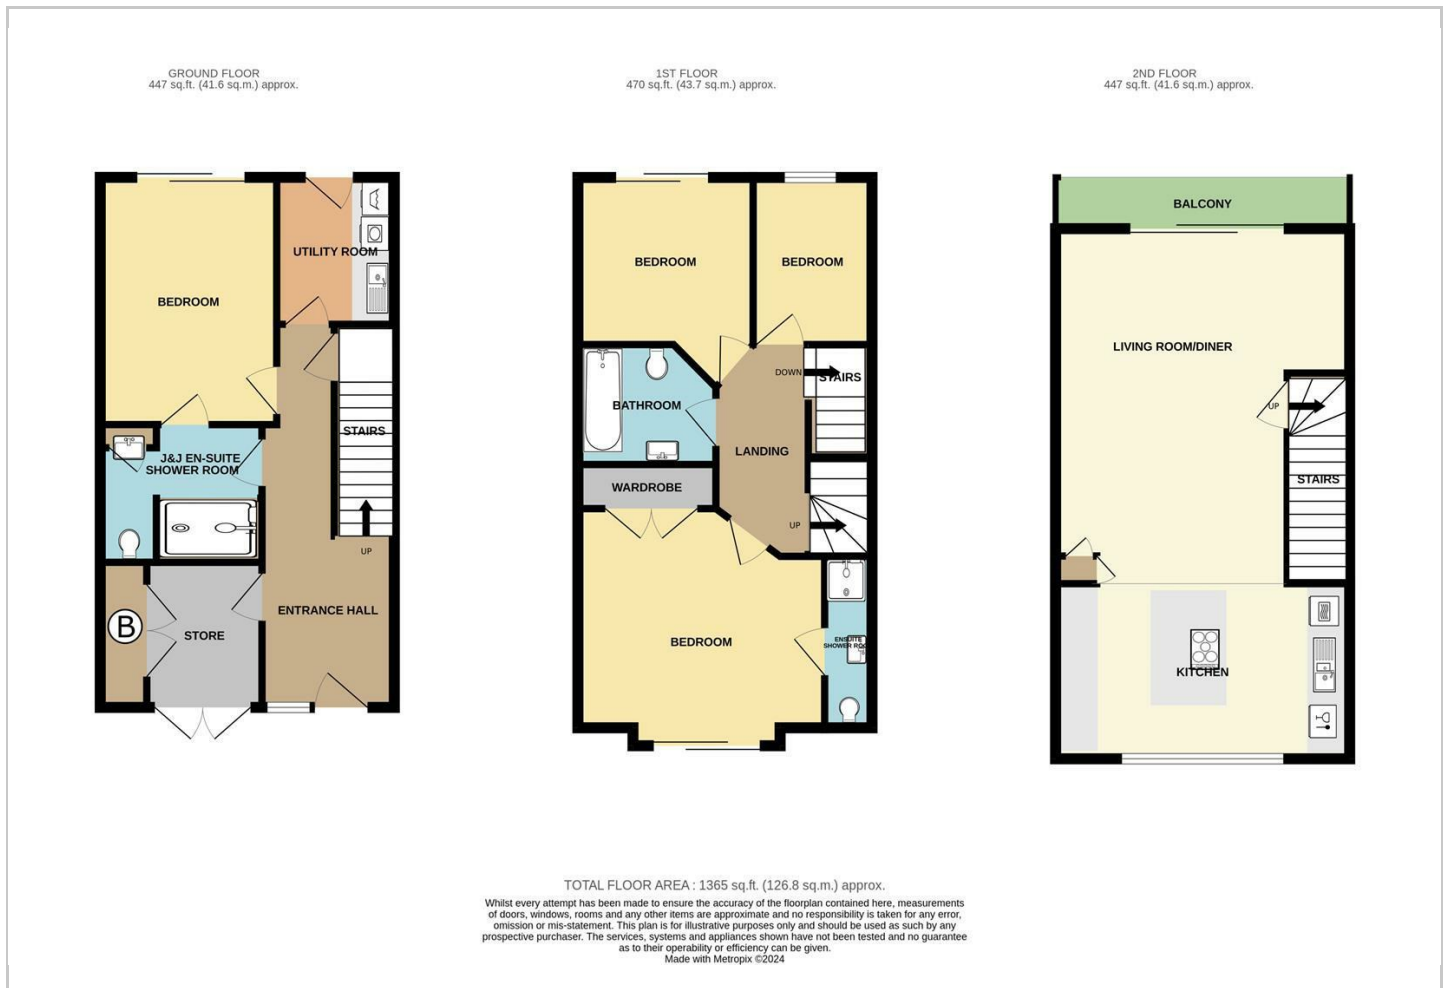 GROUND FLOOR
447 sq.ft. (41.6 sq.m.) approx.
1ST FLOOR
470 sq.ft. (43.7 sq.m.) approx.
2ND FLOOR
447 sq.ft. (41.6 sq.m.) approx.
BEDROOM
UTILITY ROOM
STAIRS
J&J EN-SUITE
SHOWER ROOM
UP
ENTRANCE HALL
B
STORE
BEDROOM
BEDROOM
DOWN
STAIRS
BATHROOM
LANDING
WARDROBE
UP
BEDROOM
ENSUITE
SHOWER ROO
BALCONY
LIVING ROOM/DINER
UP
STAIRS
KITCHEN
TOTAL FLOOR AREA : 1365 sq.ft. (126.8 sq.m.) approx.
Whilst every attempt has been made to ensure the accuracy of the floorplan contained here, measurements
of doors, windows, rooms and any other items are approximate and no responsibility is taken for any error,
omission or mis-statement. This plan is for illustrative purposes only and should be used as such by any
prospective purchaser. The services, systems and appliances shown have not been tested and no guarantee
as to their operability or efficiency can be given.
Made with Metropix ©2024